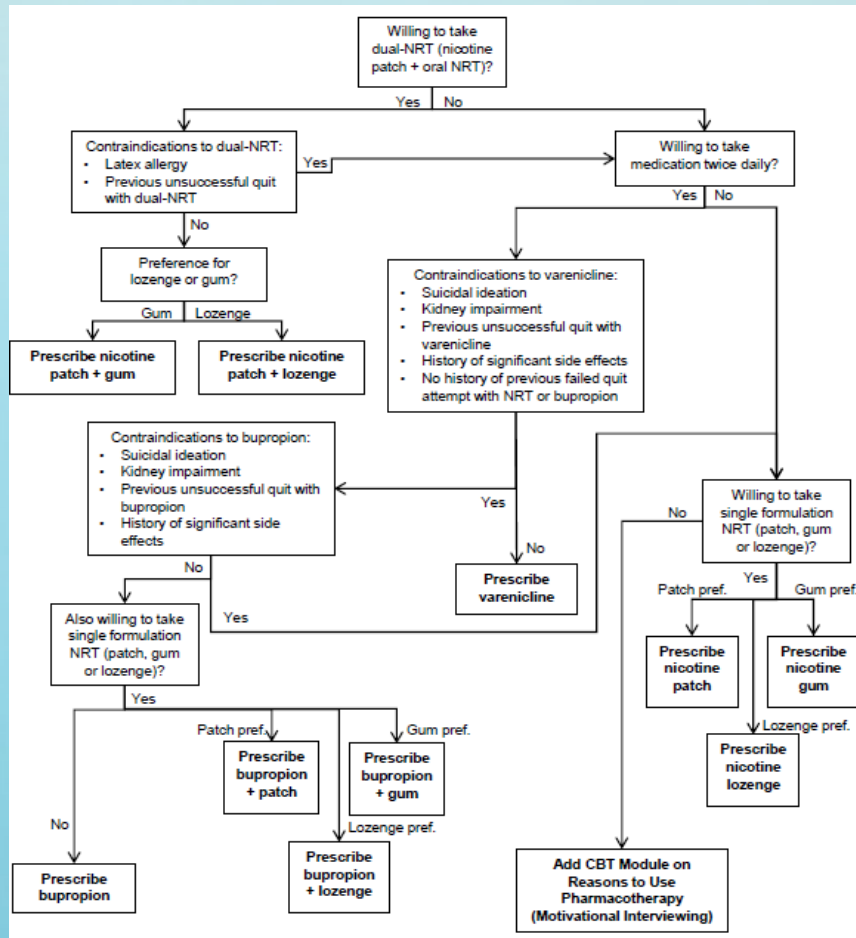 Willing to take
dual-NRT (nicotine
patch + oral NRT)?
Yes
No
Contraindications to dual-NRT:
• Latex allergy
• Previous unsuccessful quit
with dual-NRT
Yes
Willing to take
medication twice daily?
No
Yes
No
Preference for
lozenge or gum?
Gum
Lozenge
Prescribe nicotine
patch + gum
Prescribe nicotine
patch + lozenge
Contraindications to varenicline:
• Suicidal ideation
• Kidney impairment
• Previous unsuccessful quit with
varenicline
• History of significant side effects
• No history of previous failed quit
attempt with NRT or bupropion
Contraindications to bupropion:
• Suicidal ideation
• Kidney impairment
• Previous unsuccessful quit with
bupropion
• History of significant side
effects
Yes
No
Prescribe
varenicline
Willing to take
single formulation
NRT (patch, gum
or lozenge)?
No
Yes
Patch pref.
Gum pref.
Prescribe
nicotine
patch
Prescribe
nicotine
gum
Lozenge pref.
Prescribe
nicotine
lozenge
No
Yes
Also willing to take
single formulation
NRT (patch, gum
or lozenge)?
Yes
Patch pref.
Gum pref.
Prescribe
bupropion
+ patch
Prescribe
bupropion
+ gum
Lozenge pref.
No
Prescribe
bupropion
Prescribe
bupropion
+ lozenge
Add CBT Module on
Reasons to Use
Pharmacotherapy
(Motivational Interviewing)